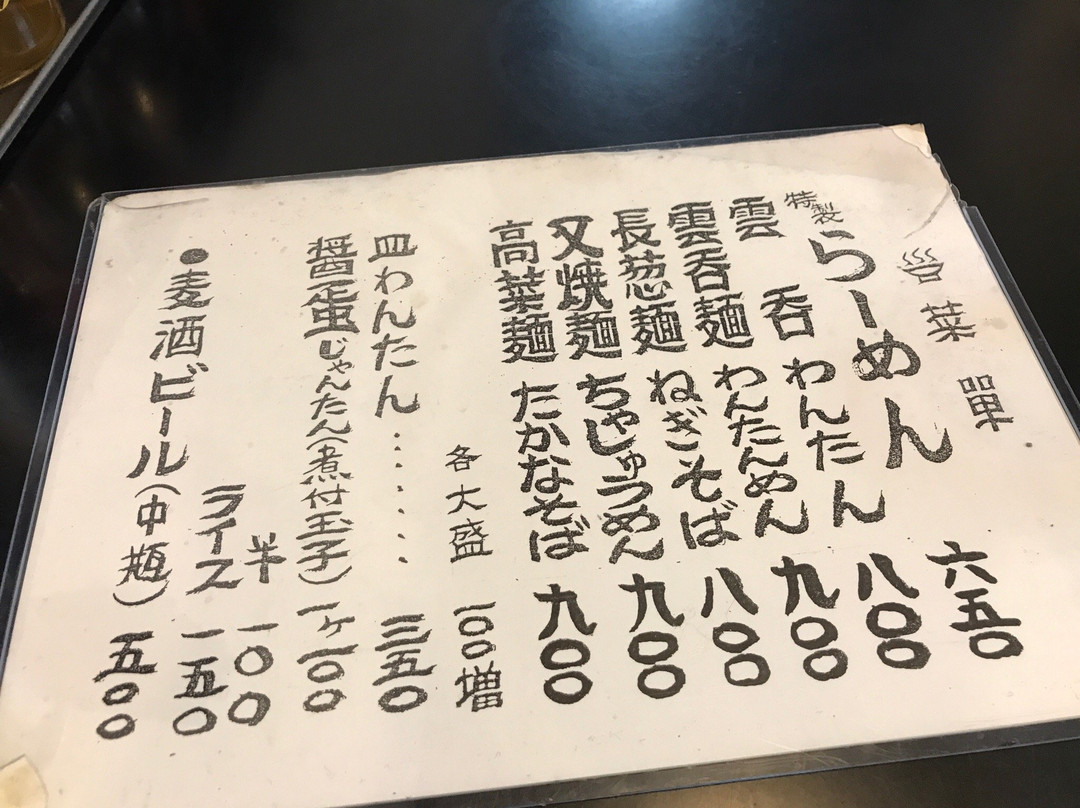 菜單
特製らーめん 六五〇
雲呑 わんたん 八〇〇
雲呑麺 わんたんめん 九〇〇
長葱麺 ねぎそば 八〇〇
叉焼麺 ちゃしゅうめん 九〇〇
高菜麺 たかなそば 九〇〇
各大盛 一〇〇増
皿わんたん・・・・・・ 三五〇
醤蛋じゃんたん(煮付玉子) 一ケ一〇〇
半 一〇〇
ライス 一五〇
●麦酒ビール(中瓶) 五〇〇